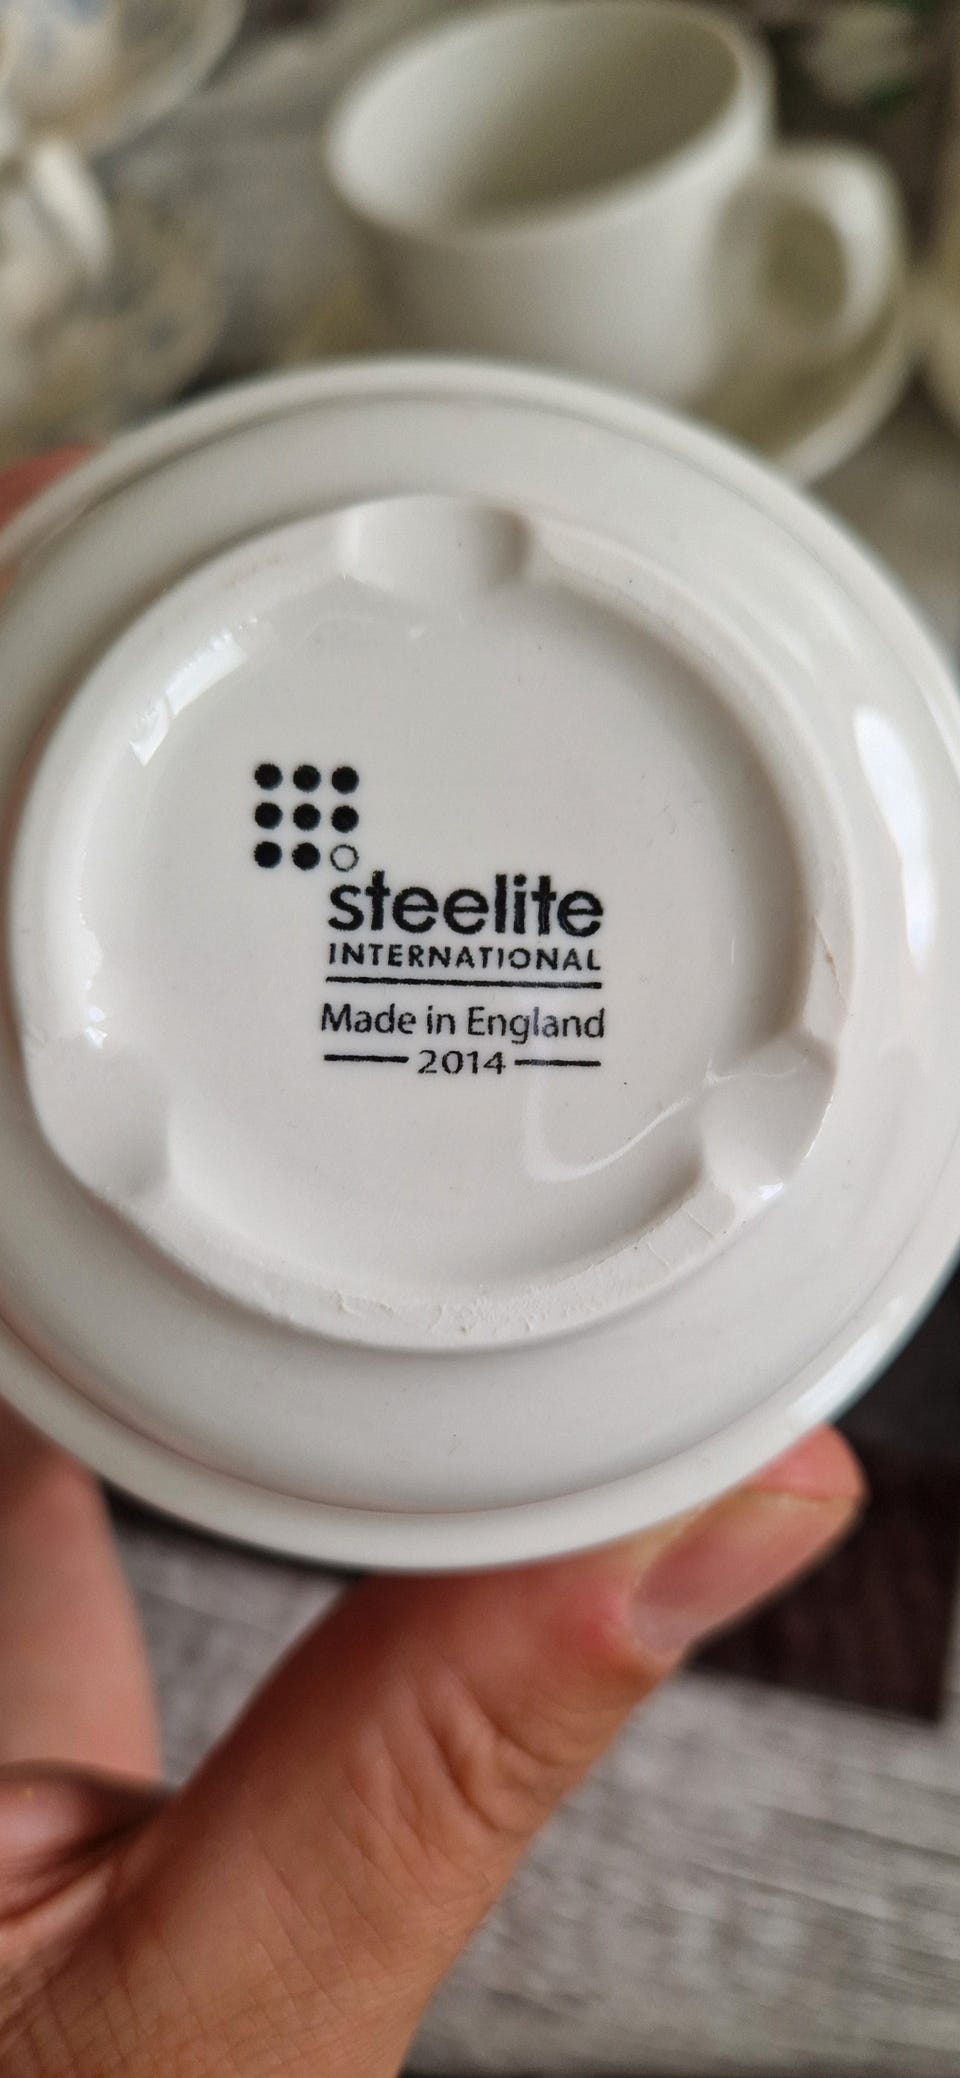 steelite
INTERNATIONAL
Made in England
2014